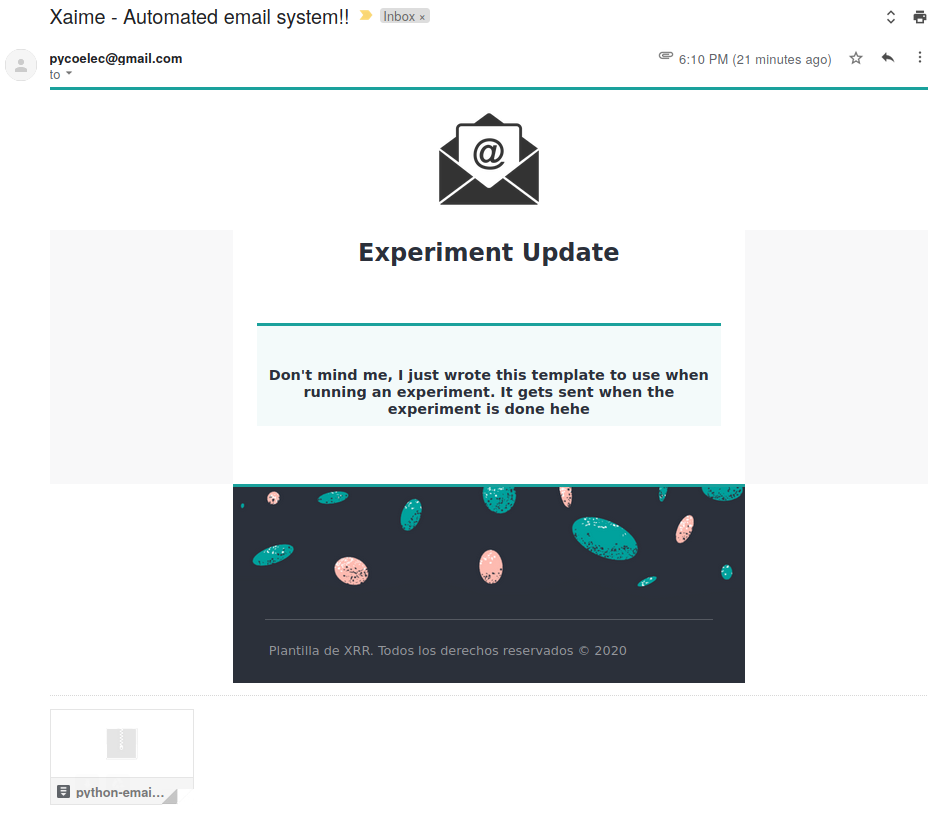 Xaime - Automated email system!! Inbox ×
pycoelec@gmail.com
6:10 PM (21 minutes ago)
to
@
Experiment Update
Don't mind me, I just wrote this template to use when
running an experiment. It gets sent when the
experiment is done hehe
Plantilla de XRR. Todos los derechos reservados © 2020
python-emai...